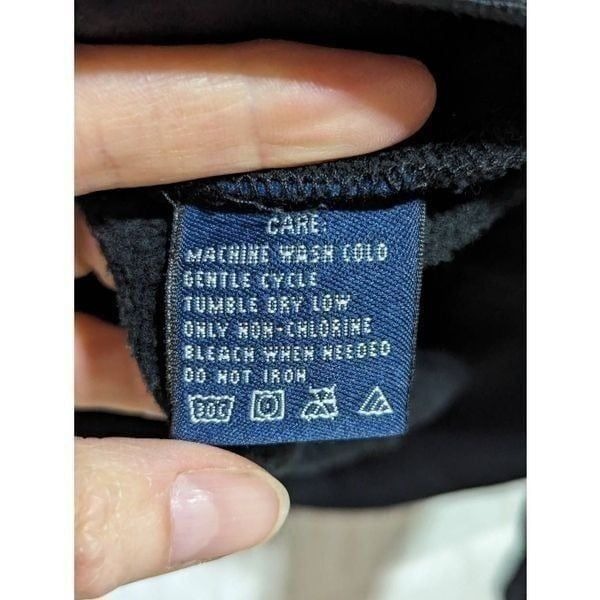 CARE:
MACHINE WASH COLD
GENTLE CYCLE
TUMBLE DRY LOW
ONLY NON-CHLORINE
BLEACH WHEN NEEDED
DO NOT IRON
30C